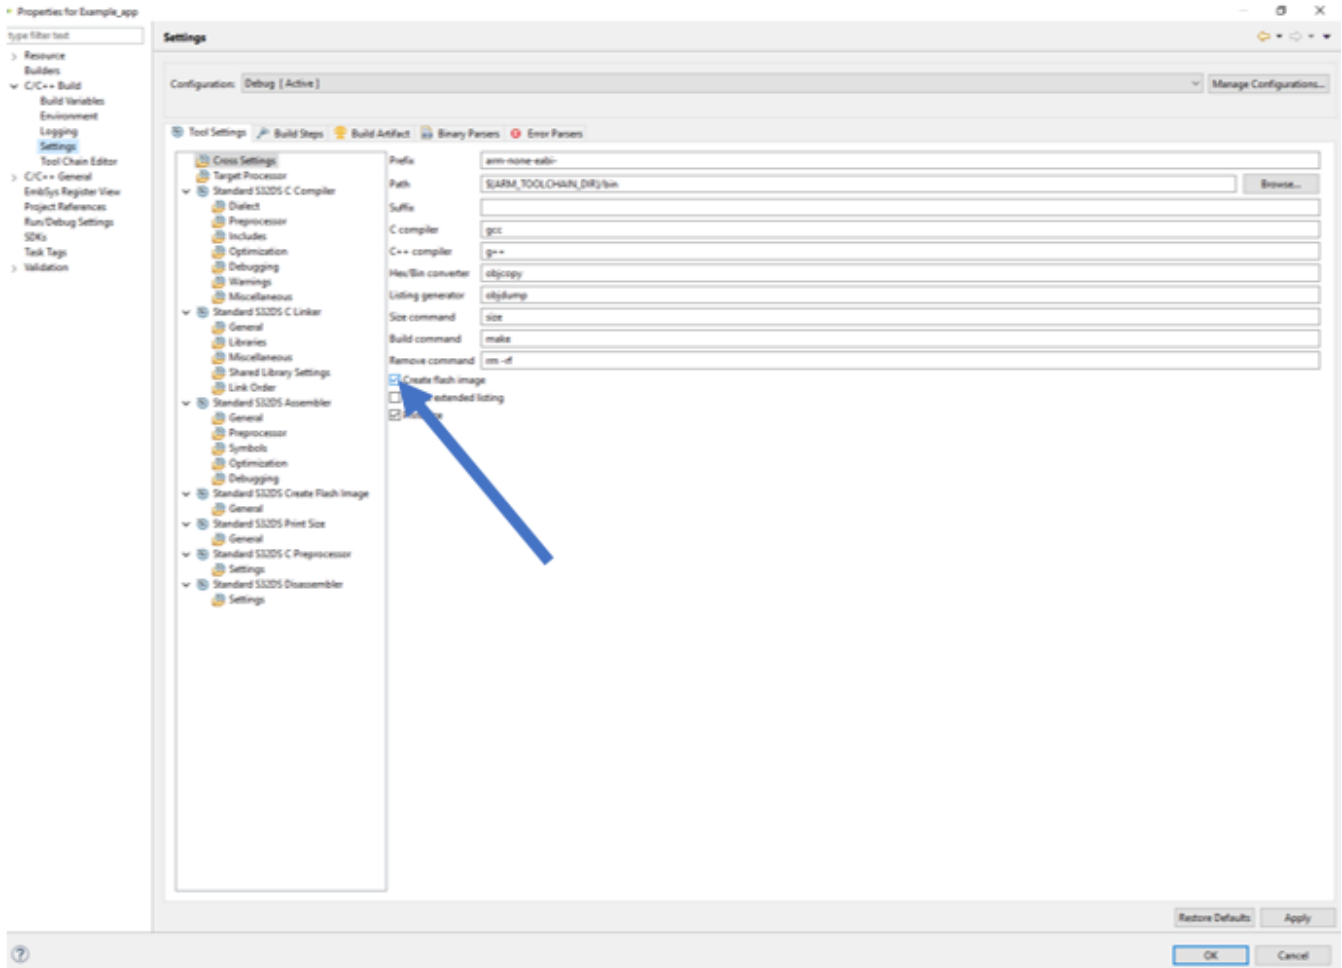 Properties for Example_app
type filter text
Resource
Builders
C/C++ Build
Build Variables
Environment
Logging
Settings
Tool Chain Editor
C/C++ General
EmbSys Register View
Project References
Run/Debug Settings
SDKs
Task Tags
Validation
Settings
Configuration: Debug [ Active ]
Manage Configurations...
Tool Settings Build Steps Build Artifact Binary Parsers Error Parsers
Cross Settings
Target Processor
Standard S32DS C Compiler
Dialect
Preprocessor
Includes
Optimization
Debugging
Warnings
Miscellaneous
Standard S32DS C Linker
General
Libraries
Miscellaneous
Shared Library Settings
Link Order
Standard S32DS Assembler
General
Preprocessor
Symbols
Optimization
Debugging
Standard S32DS Create Flash Image
General
Standard S32DS Print Size
General
Standard S32DS C Preprocessor
Settings
Standard S32DS Disassembler
Settings
Prefix arm-none-eabi-
Path ${ARM_TOOLCHAIN_DIR}/bin Browse...
Suffix
C compiler gcc
C++ compiler g++
Hex/Bin converter objcopy
Listing generator objdump
Size command size
Build command make
Remove command rm -rf
Create flash image
extended listing
Restore Defaults Apply
OK Cancel